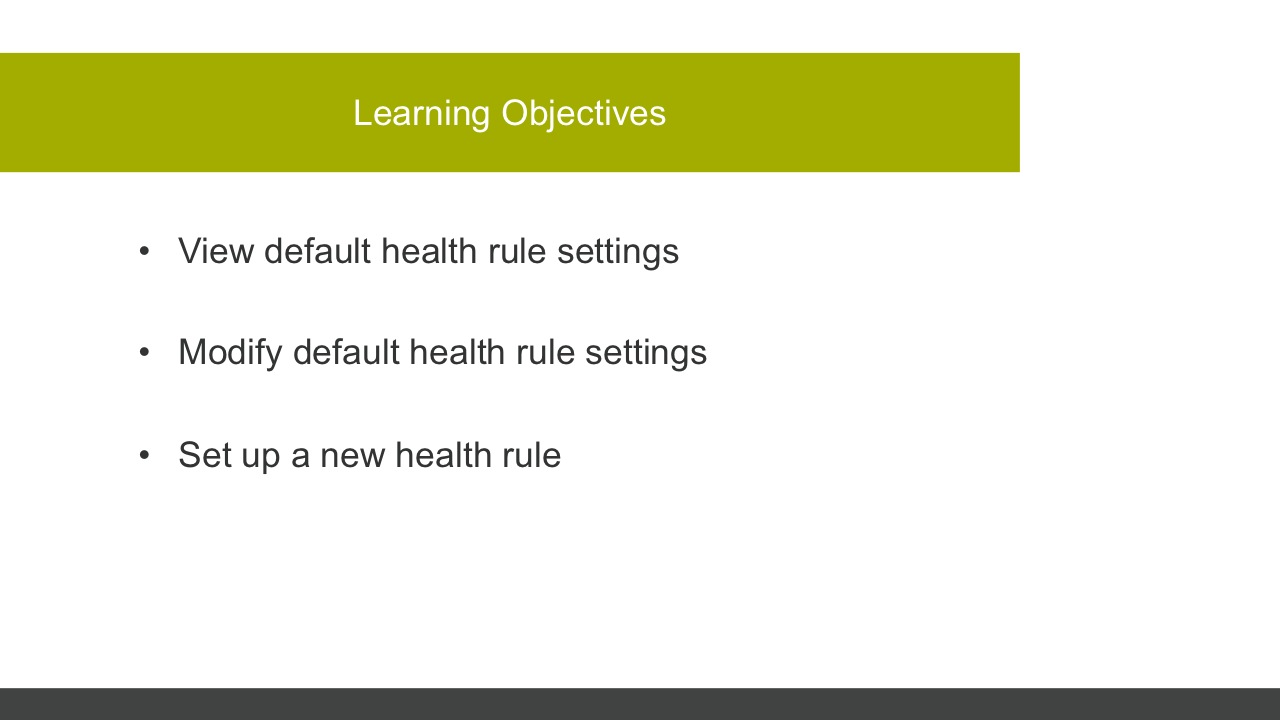 Learning Objectives
• View default health rule settings
• Modify default health rule settings
• Set up a new health rule